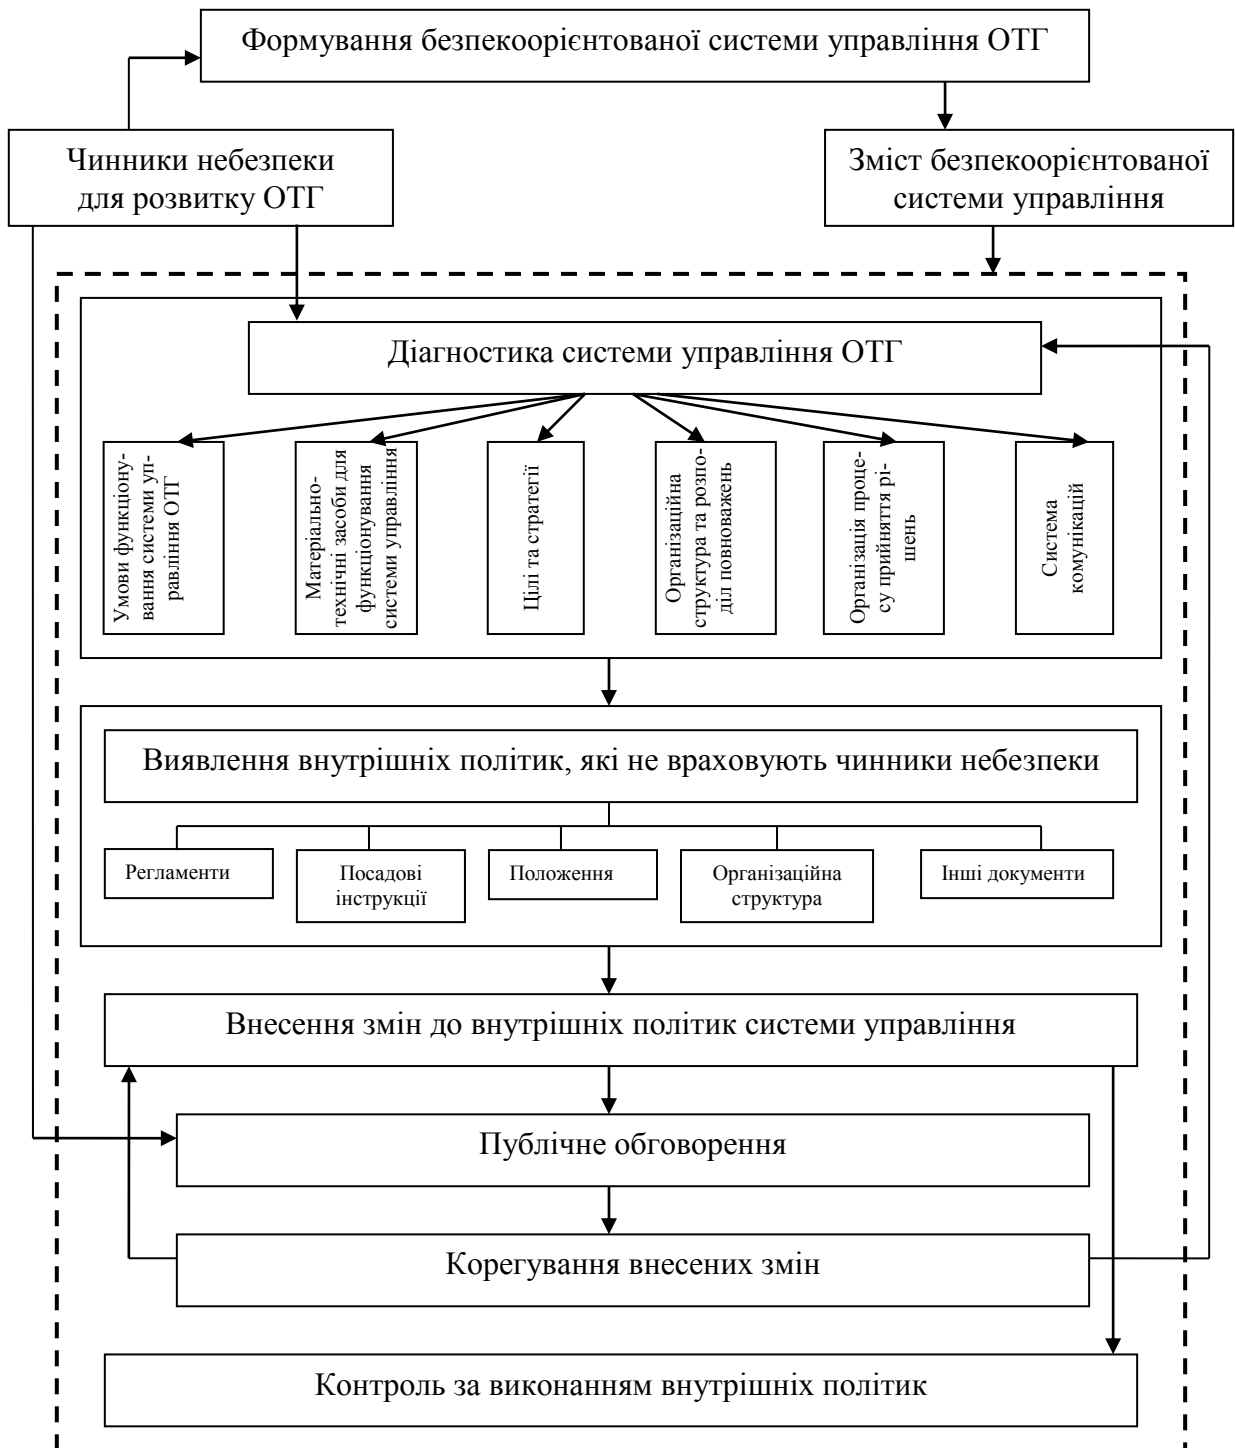 Формування безпекоорієнтованої системи управління ОТГ
Чинники небезпеки
для розвитку ОТГ
Зміст безпекоорієнтованої
системи управління
Діагностика системи управління ОТГ
Умови функціону-
вання системи уп-
равління ОТГ
Матеріально-
технічні засоби для
функціонування
системи управління
Цілі та стратегії
Організаційна
структура та розпо-
діл повноважень
Організація проце-
су прийняття рі-
шень
Система
комунікацій
Виявлення внутрішніх політик, які не враховують чинники небезпеки
Регламенти
Посадові
інструкції
Положення
Організаційна
структура
Інші документи
Внесення змін до внутрішніх політик системи управління
Публічне обговорення
Корегування внесених змін
Контроль за виконанням внутрішніх політик